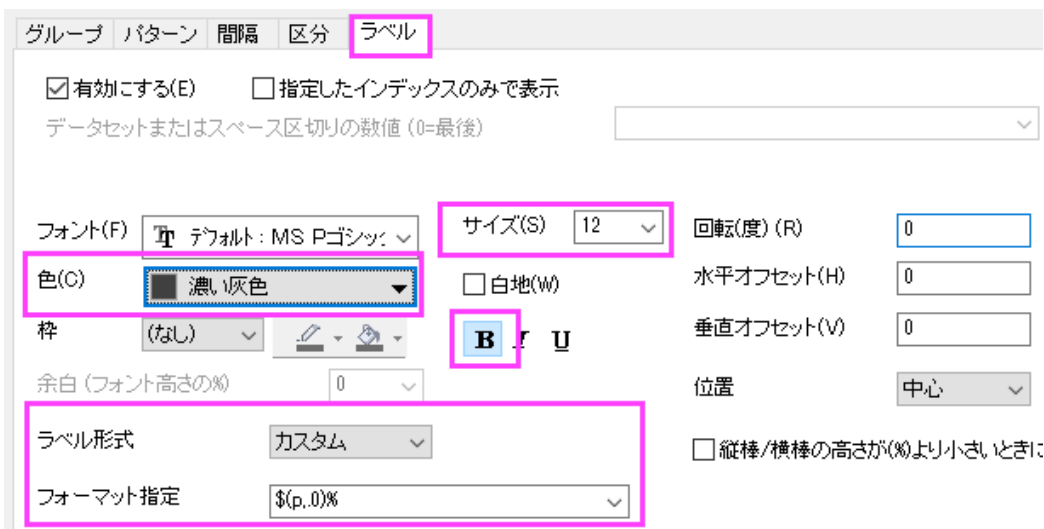 グループ パターン 間隔 区分 ラベル
有効にする(E) 指定したインデックスのみで表示
データセットまたはスペース区切りの数値 (0=最後)
フォント(F) デフォルト : MS Pゴシック サイズ(S) 12 回転(度) (R) 0
色(C) 濃い灰色 白地(W) 水平オフセット(H) 0
枠 (なし) B I U 垂直オフセット(V) 0
余白 (フォント高さの%) 0 位置 中心
ラベル形式 カスタム 縦棒/横棒の高さが(%)より小さいときに
フォーマット指定 $(p,.0)%